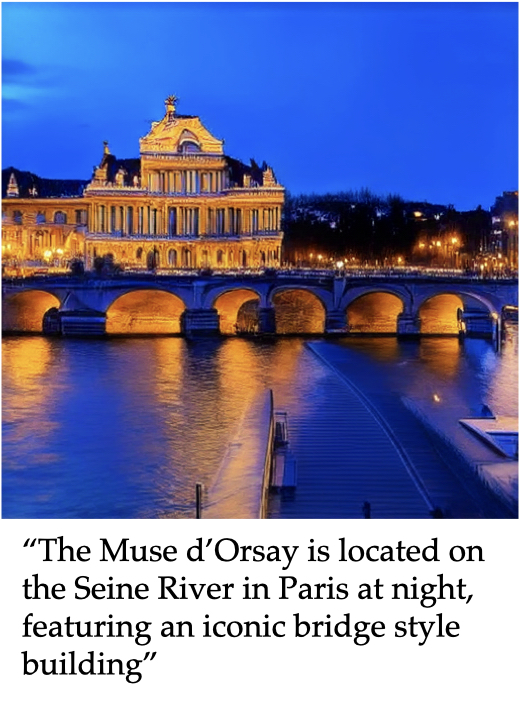 “The Muse d’Orsay is located on
the Seine River in Paris at night,
featuring an iconic bridge style
building”